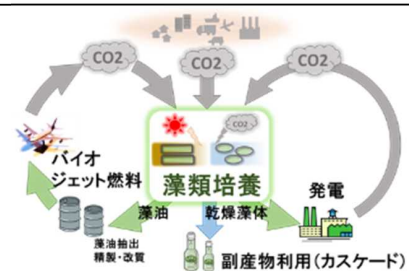 CO2
CO2
CO2
CO2
バイオ
ジェット燃料
藻類培養
発電
藻油
乾燥藻体
藻油抽出
精製・改質
副産物利用(カスケード)